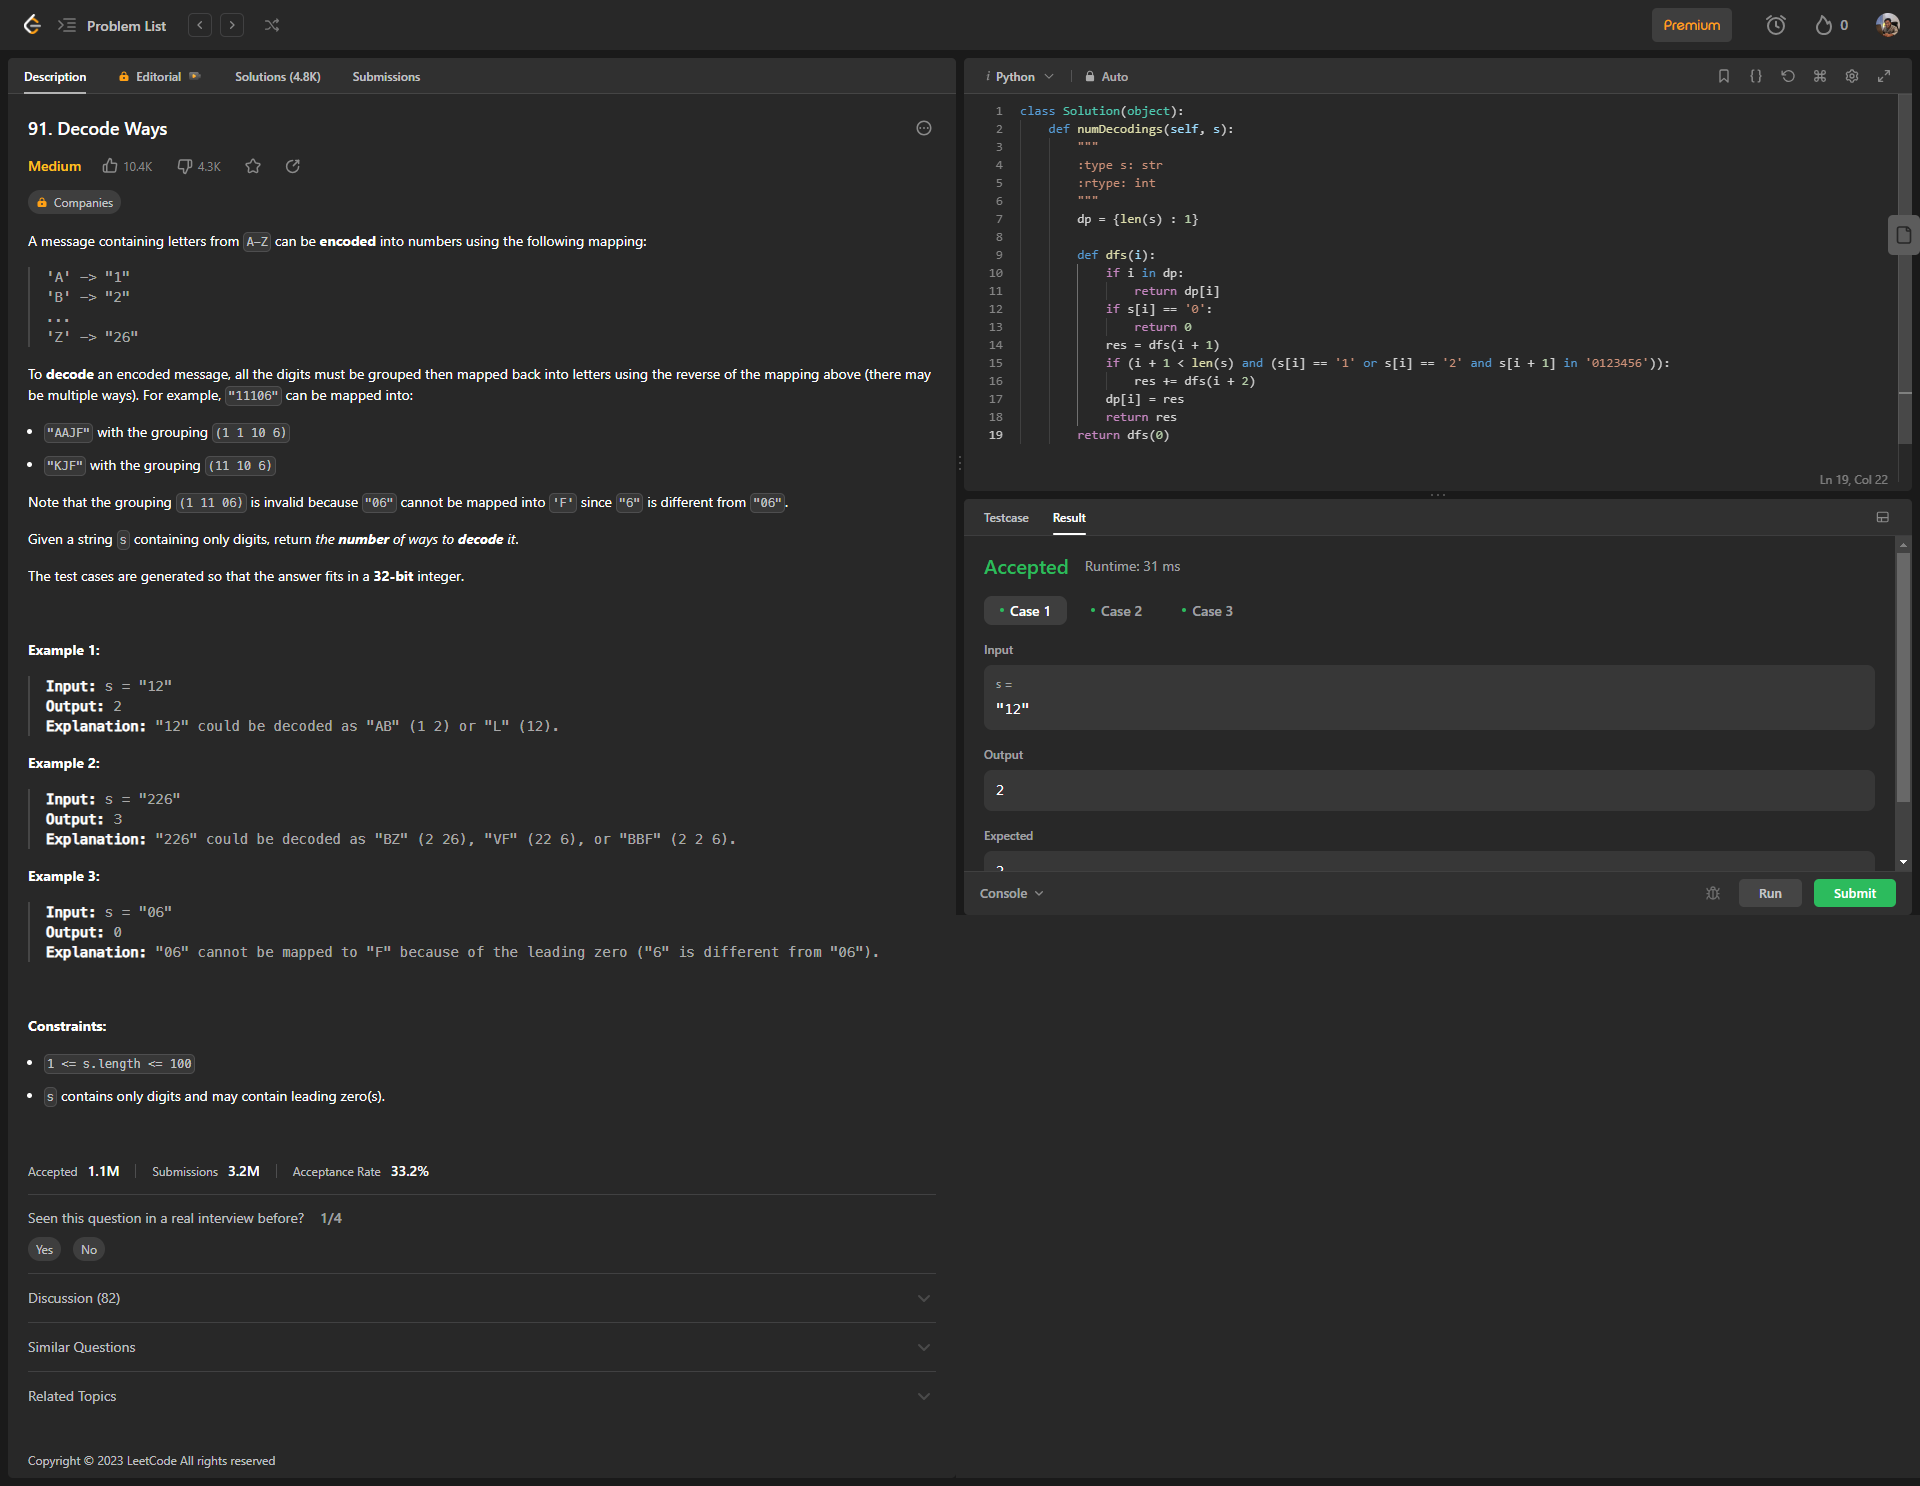 Problem List
Premium
0
Description
Editorial
Solutions (4.8K)
Submissions
91. Decode Ways
Medium
10.4K
4.3K
Companies
A message containing letters from A-Z can be encoded into numbers using the following mapping:
'A' -> "1"
'B' -> "2"
...
'Z' -> "26"
To decode an encoded message, all the digits must be grouped then mapped back into letters using the reverse of the mapping above (there may
be multiple ways). For example, "11106" can be mapped into:
"AAJF" with the grouping (1 1 10 6)
"KJF" with the grouping (11 10 6)
Note that the grouping (1 11 06) is invalid because "06" cannot be mapped into 'F' since "6" is different from "06".
Given a string s containing only digits, return the number of ways to decode it.
The test cases are generated so that the answer fits in a 32-bit integer.
Example 1:
Input: s = "12"
Output: 2
Explanation: "12" could be decoded as "AB" (1 2) or "L" (12).
Example 2:
Input: s = "226"
Output: 3
Explanation: "226" could be decoded as "BZ" (2 26), "VF" (22 6), or "BBF" (2 2 6).
Example 3:
Input: s = "06"
Output: 0
Explanation: "06" cannot be mapped to "F" because of the leading zero ("6" is different from "06").
Constraints:
1 <= s.length <= 100
s contains only digits and may contain leading zero(s).
Accepted 1.1M
Submissions 3.2M
Acceptance Rate 33.2%
Seen this question in a real interview before? 1/4
Yes
No
Discussion (82)
Similar Questions
Related Topics
Copyright © 2023 LeetCode All rights reserved
i Python
Auto
1 class Solution(object):
2 def numDecodings(self, s):
3 """
4 :type s: str
5 :rtype: int
6 """
7 dp = {len(s) : 1}
8
9 def dfs(i):
10 if i in dp:
11 return dp[i]
12 if s[i] == '0':
13 return 0
14 res = dfs(i + 1)
15 if (i + 1 < len(s) and (s[i] == '1' or s[i] == '2' and s[i + 1] in '0123456')):
16 res += dfs(i + 2)
17 dp[i] = res
18 return res
19 return dfs(0)
Ln 19, Col 22
Testcase
Result
Accepted
Runtime: 31 ms
Case 1
Case 2
Case 3
Input
s =
"12"
Output
2
Expected
2
Console
Run
Submit